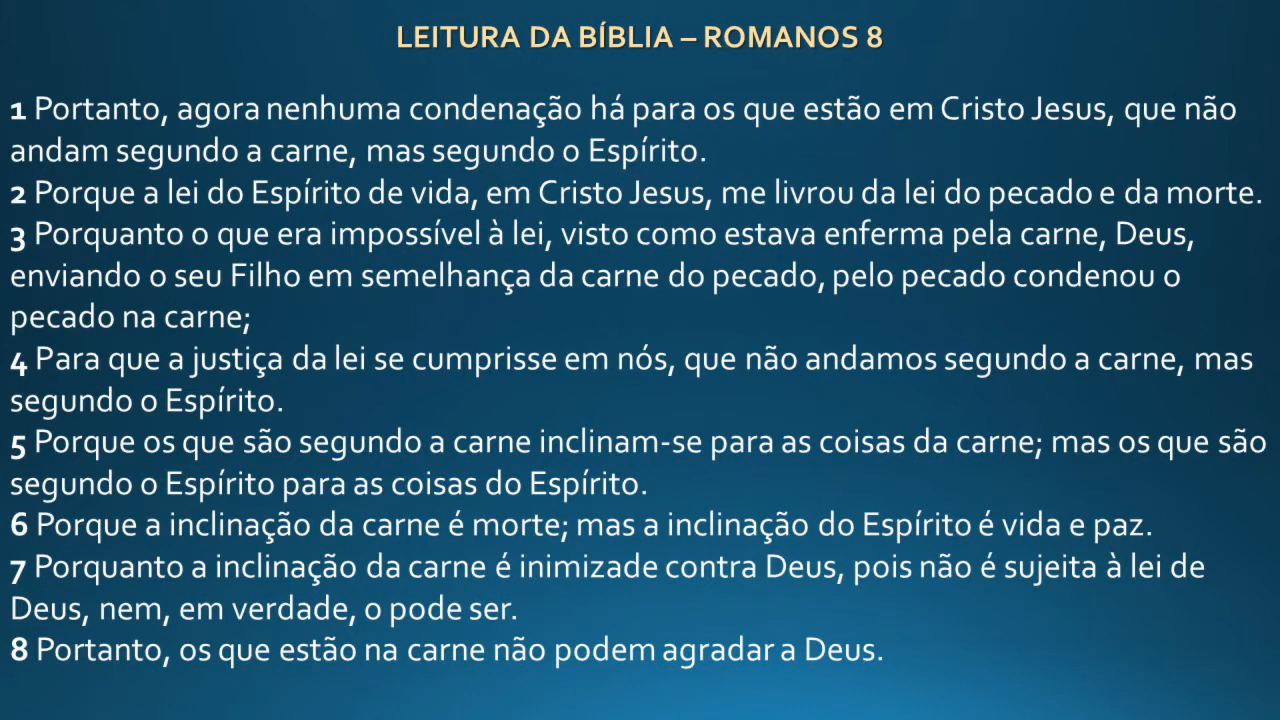 LEITURA DA BÍBLIA – ROMANOS 8
1 Portanto, agora nenhuma condenação há para os que estão em Cristo Jesus, que não
andam segundo a carne, mas segundo o Espírito.
2 Porque a lei do Espírito de vida, em Cristo Jesus, me livrou da lei do pecado e da morte.
3 Porquanto o que era impossível à lei, visto como estava enferma pela carne, Deus,
enviando o seu Filho em semelhança da carne do pecado, pelo pecado condenou o
pecado na carne;
4 Para que a justiça da lei se cumprisse em nós, que não andamos segundo a carne, mas
segundo o Espírito.
5 Porque os que são segundo a carne inclinam-se para as coisas da carne; mas os que são
segundo o Espírito para as coisas do Espírito.
6 Porque a inclinação da carne é morte; mas a inclinação do Espírito é vida e paz.
7 Porquanto a inclinação da carne é inimizade contra Deus, pois não é sujeita à lei de
Deus, nem, em verdade, o pode ser.
8 Portanto, os que estão na carne não podem agradar a Deus.